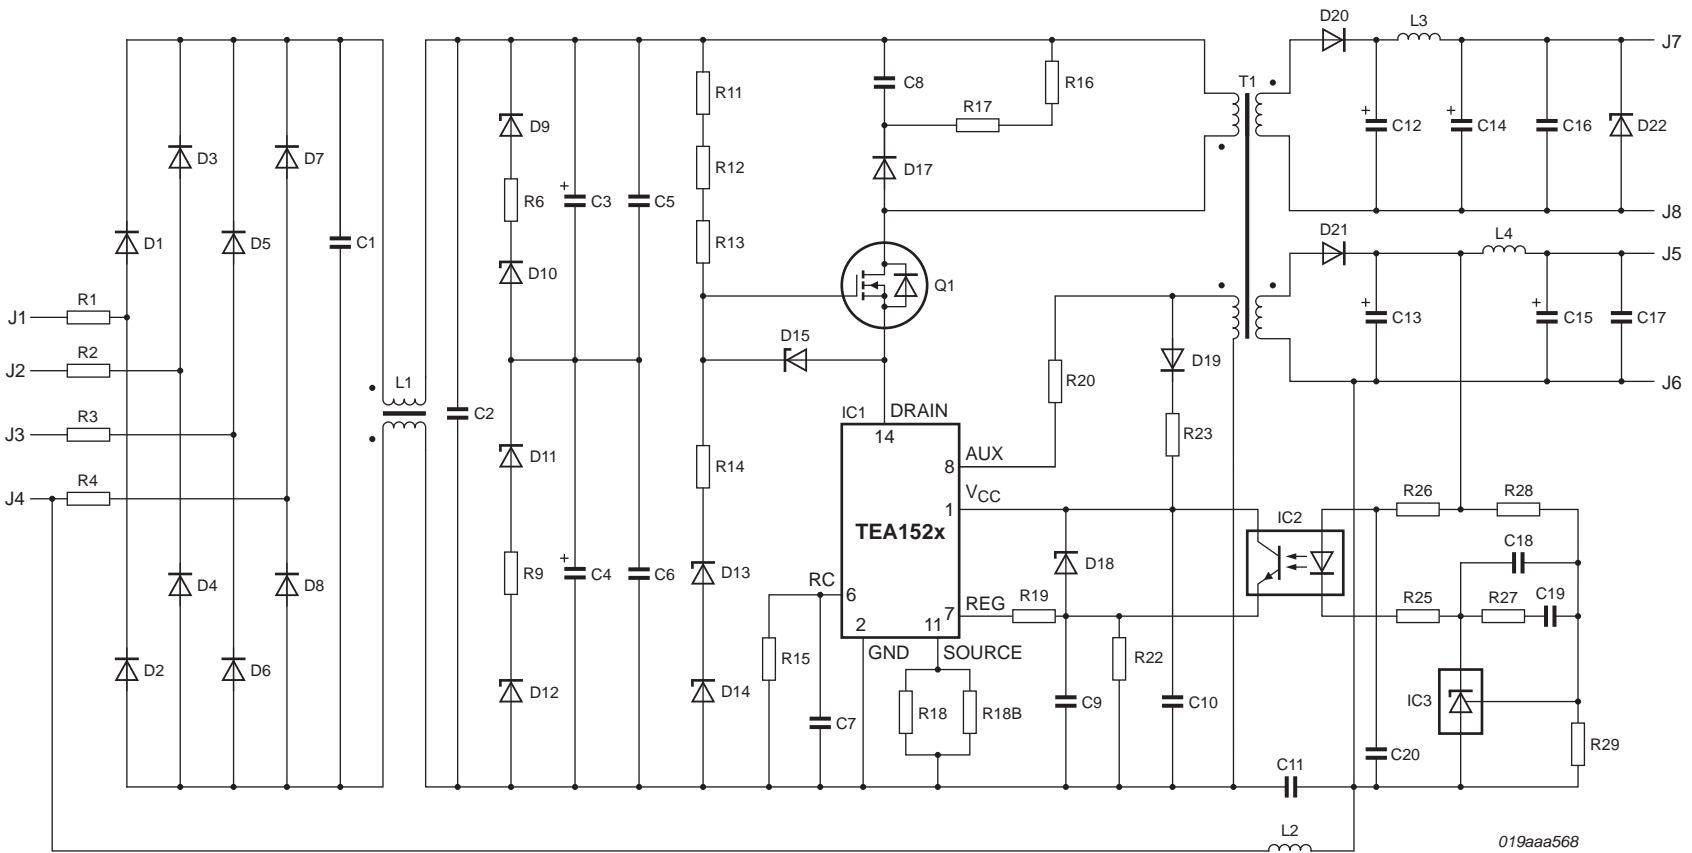 D20
L3
J7
T1
C8
R11
R16
R17
C12
C14
C16
D22
D9
D3
D7
R12
D17
R6
C3
C5
J8
D21
L4
D1
D5
C1
R13
J5
D10
Q1
R1
J1
C13
C15
C17
D15
D19
R2
J2
R20
J6
L1
C2
IC1
DRAIN
14
R3
J3
R23
D11
AUX
8
R14
R4
J4
VCC
1
R26
R28
IC2
TEA152x
C18
D18
R9
C4
C6
D13
RC
6
D4
D8
REG
7
R19
R25
R27
C19
2
11
GND
SOURCE
R15
R22
D2
D6
D12
D14
IC3
C7
R18
R18B
C9
C10
C20
R29
C11
L2
019aaa568
+
+
+
+
+
+